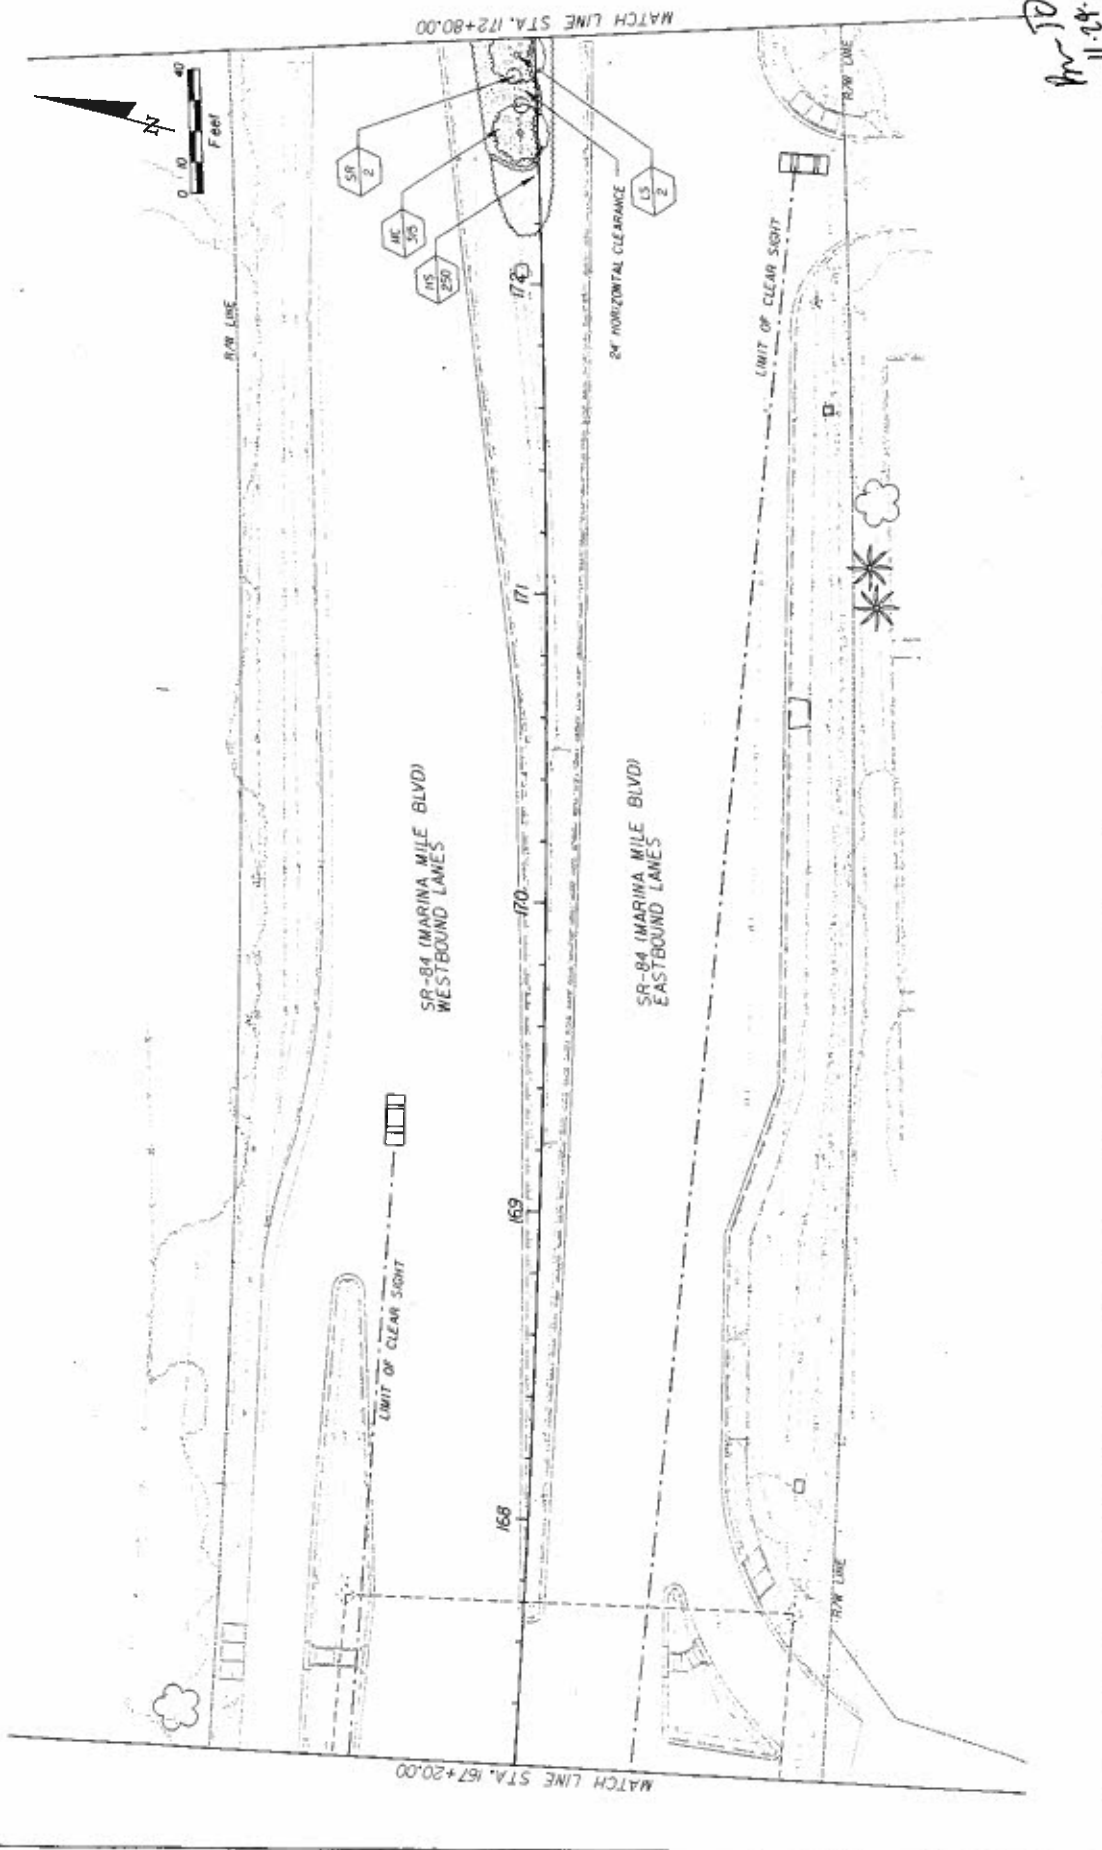 MATCH LINE STA. 172+80.00
0 10 40
Feet
N
R/W LINE
R/W LINE
SR
2
MC
315
HS
250
LS
2
24' HORIZONTAL CLEARANCE
LIMIT OF CLEAR SIGHT
172
171
170
169
168
SR-84 (MARINA MILE BLVD)
WESTBOUND LANES
SR-84 (MARINA MILE BLVD)
EASTBOUND LANES
LIMIT OF CLEAR SIGHT
R/W LINE
MATCH LINE STA. 167+20.00